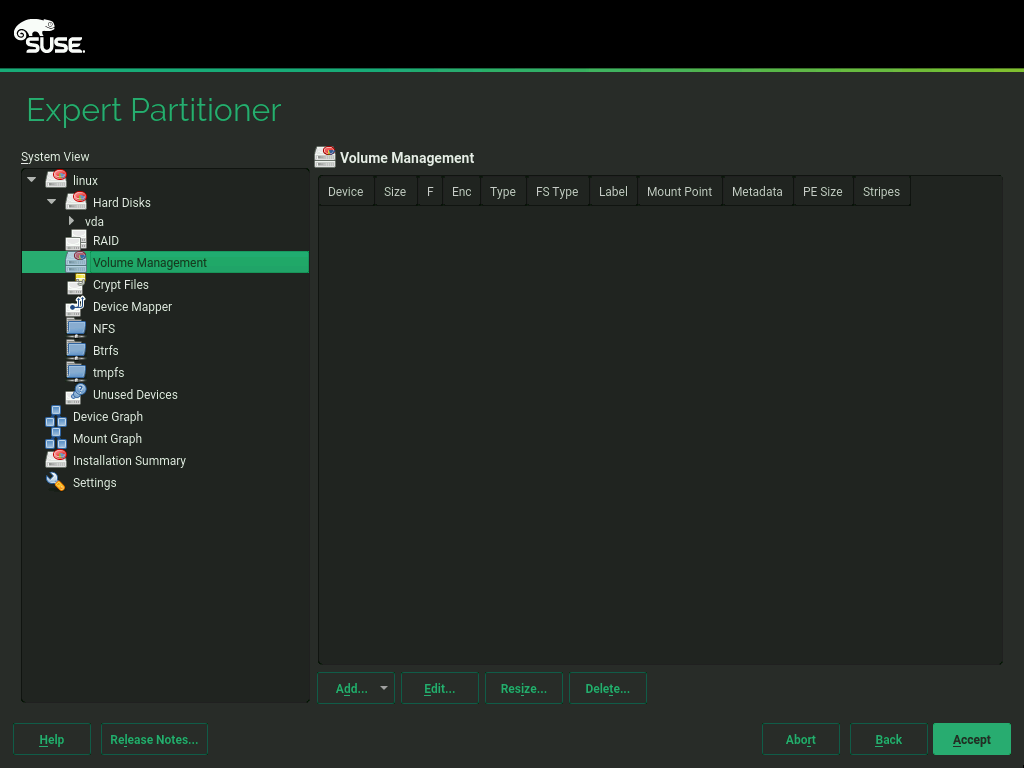 SUSE.
Expert Partitioner
System View
linux
Hard Disks
vda
RAID
Volume Management
Crypt Files
Device Mapper
NFS
Btrfs
tmpfs
Unused Devices
Device Graph
Mount Graph
Installation Summary
Settings
Volume Management
Device Size F Enc Type FS Type Label Mount Point Metadata PE Size Stripes
Add... Edit... Resize... Delete...
Help Release Notes... Abort Back Accept